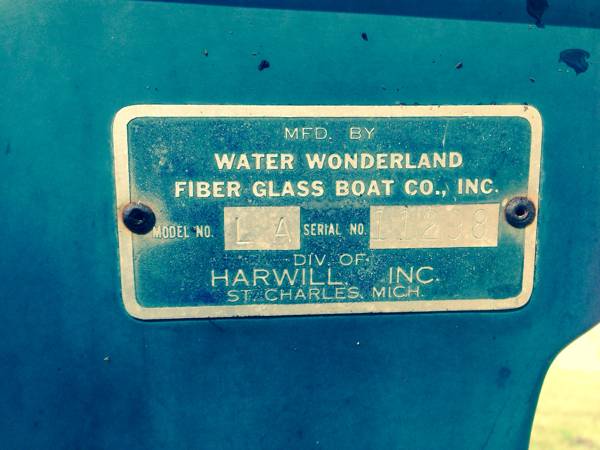 MFD. BY
WATER WONDERLAND
FIBER GLASS BOAT CO., INC.
MODEL NO. L A SERIAL NO. 11298
DIV OF
HARWILL, INC.
ST. CHARLES, MICH.